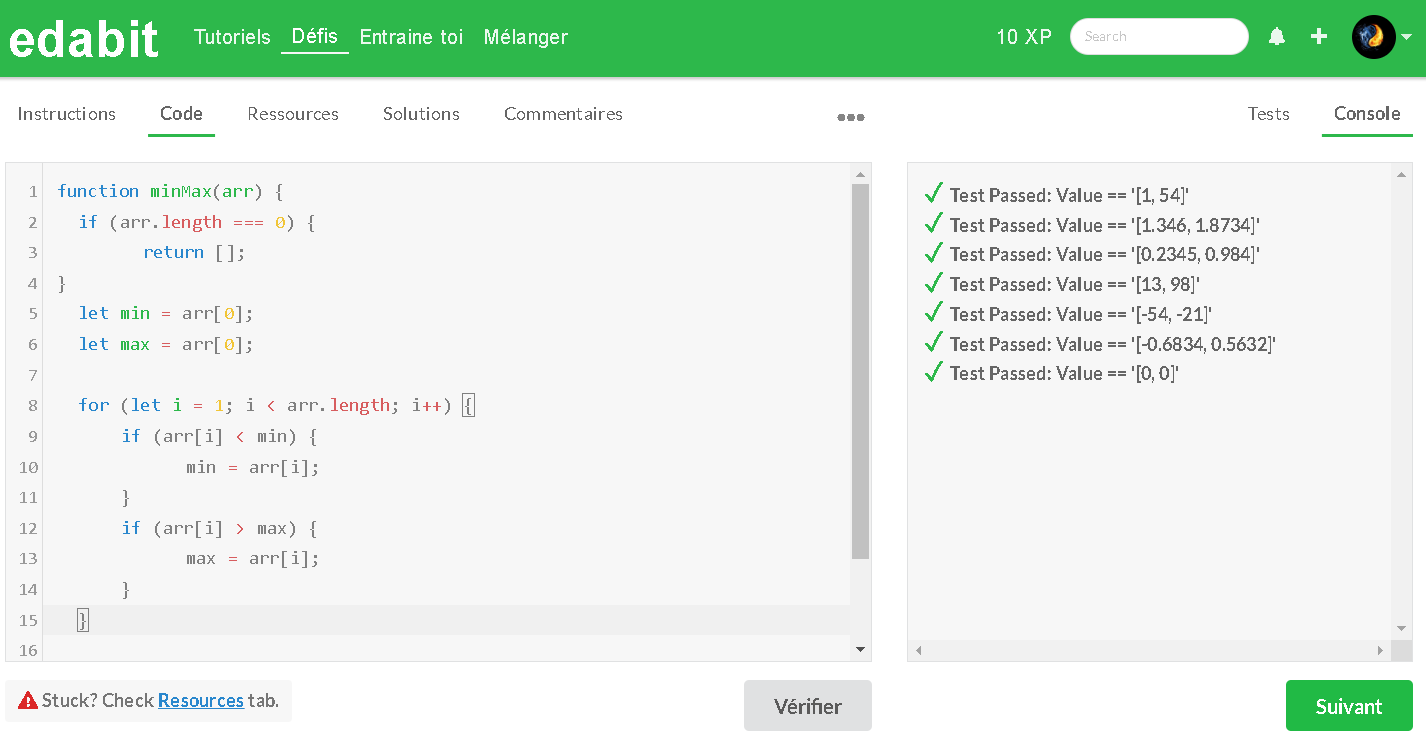 edabit Tutoriels Défis Entraine toi Mélanger 10 XP Search
Instructions Code Ressources Solutions Commentaires ••• Tests Console
1 function minMax(arr) {
2 if (arr.length === 0) {
3 return [];
4 }
5 let min = arr[0];
6 let max = arr[0];
7
8 for (let i = 1; i < arr.length; i++) {
9 if (arr[i] < min) {
10 min = arr[i];
11 }
12 if (arr[i] > max) {
13 max = arr[i];
14 }
15 }
16
Test Passed: Value == '[1, 54]'
Test Passed: Value == '[1.346, 1.8734]'
Test Passed: Value == '[0.2345, 0.984]'
Test Passed: Value == '[13, 98]'
Test Passed: Value == '[-54, -21]'
Test Passed: Value == '[-0.6834, 0.5632]'
Test Passed: Value == '[0, 0]'
Stuck? Check Resources tab.
Vérifier
Suivant